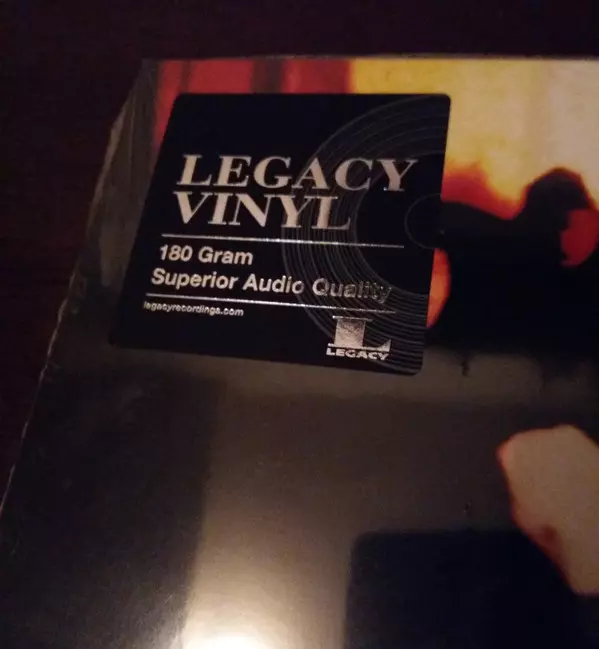 LEGACY
VINYL
180 Gram
Superior Audio Quality
legacyrecordings.com
L
LEGACY